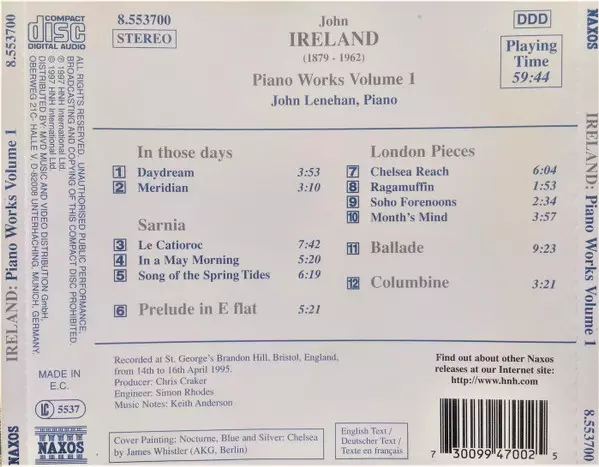 COMPACT
disc
DIGITAL AUDIO
8.553700
STEREO
John
IRELAND
(1879 - 1962)
Piano Works Volume 1
John Lenehan, Piano
DDD
Playing
Time
59:44
In those days
1 Daydream 3:53
2 Meridian 3:10
Sarnia
3 Le Catioroc 7:42
4 In a May Morning 5:20
5 Song of the Spring Tides 6:19
6 Prelude in E flat 5:21
London Pieces
7 Chelsea Reach 6:04
8 Ragamuffin 1:53
9 Soho Forenoons 2:34
10 Month's Mind 3:57
11 Ballade 9:23
12 Columbine 3:21
Recorded at St. George's Brandon Hill, Bristol, England,
from 14th to 16th April 1995.
Producer: Chris Craker
Engineer: Simon Rhodes
Music Notes: Keith Anderson
Cover Painting: Nocturne, Blue and Silver: Chelsea
by James Whistler (AKG, Berlin)
English Text /
Deutscher Text /
Texte en français
Find out about other Naxos
releases at our Internet site:
http://www.hnh.com
7 30099 47002 5
ALL RIGHTS RESERVED. UNAUTHORISED PUBLIC PERFORMANCE,
BROADCASTING AND COPYING OF THIS COMPACT DISC PROHIBITED.
℗ 1997 HNH International Ltd.
© 1997 HNH International Ltd.
DISTRIBUTED BY: MVD MUSIC AND VIDEO DISTRIBUTION GmbH,
OBERWEG 21C- HALLE V, D-82008 UNTERHACHING, MUNICH, GERMANY.
MADE IN
E.C.
LC 5537
NAXOS
8.553700
IRELAND: Piano Works Volume 1
NAXOS
NAXOS
IRELAND: Piano Works Volume 1
8.553700